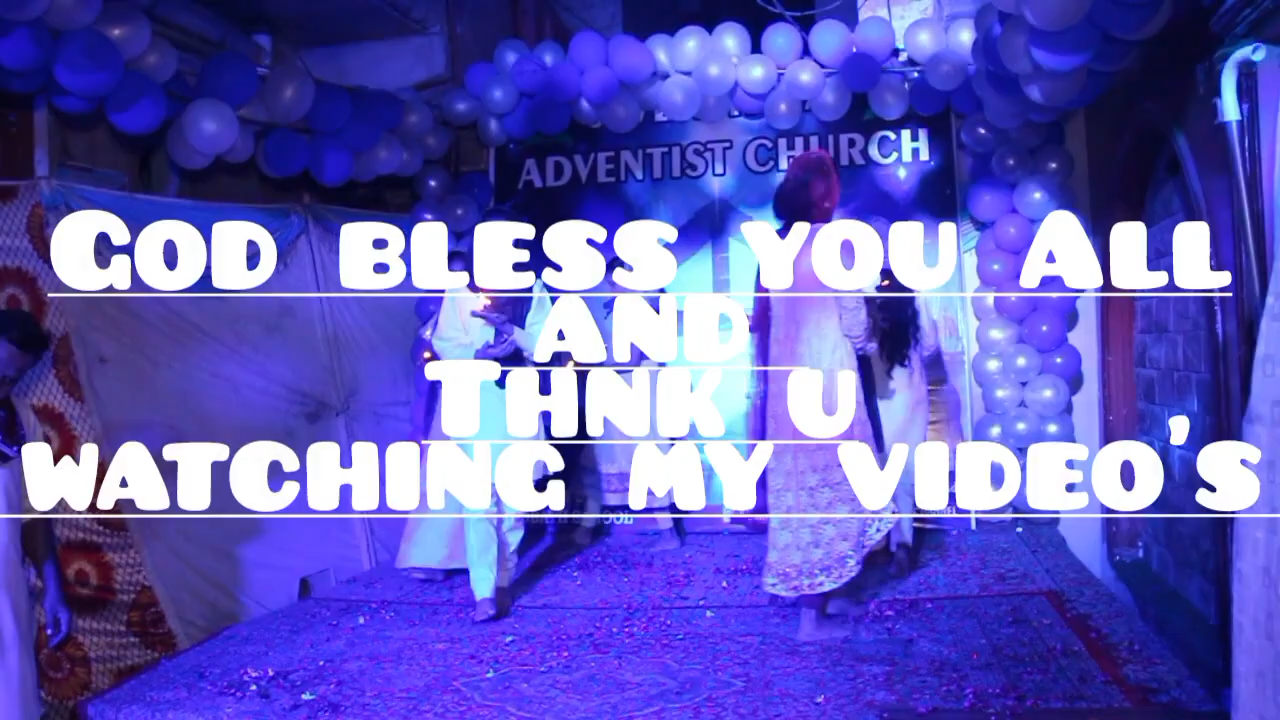 ADVENTIST CHURCH
God bless you All
and
Thnk u
watching my video's